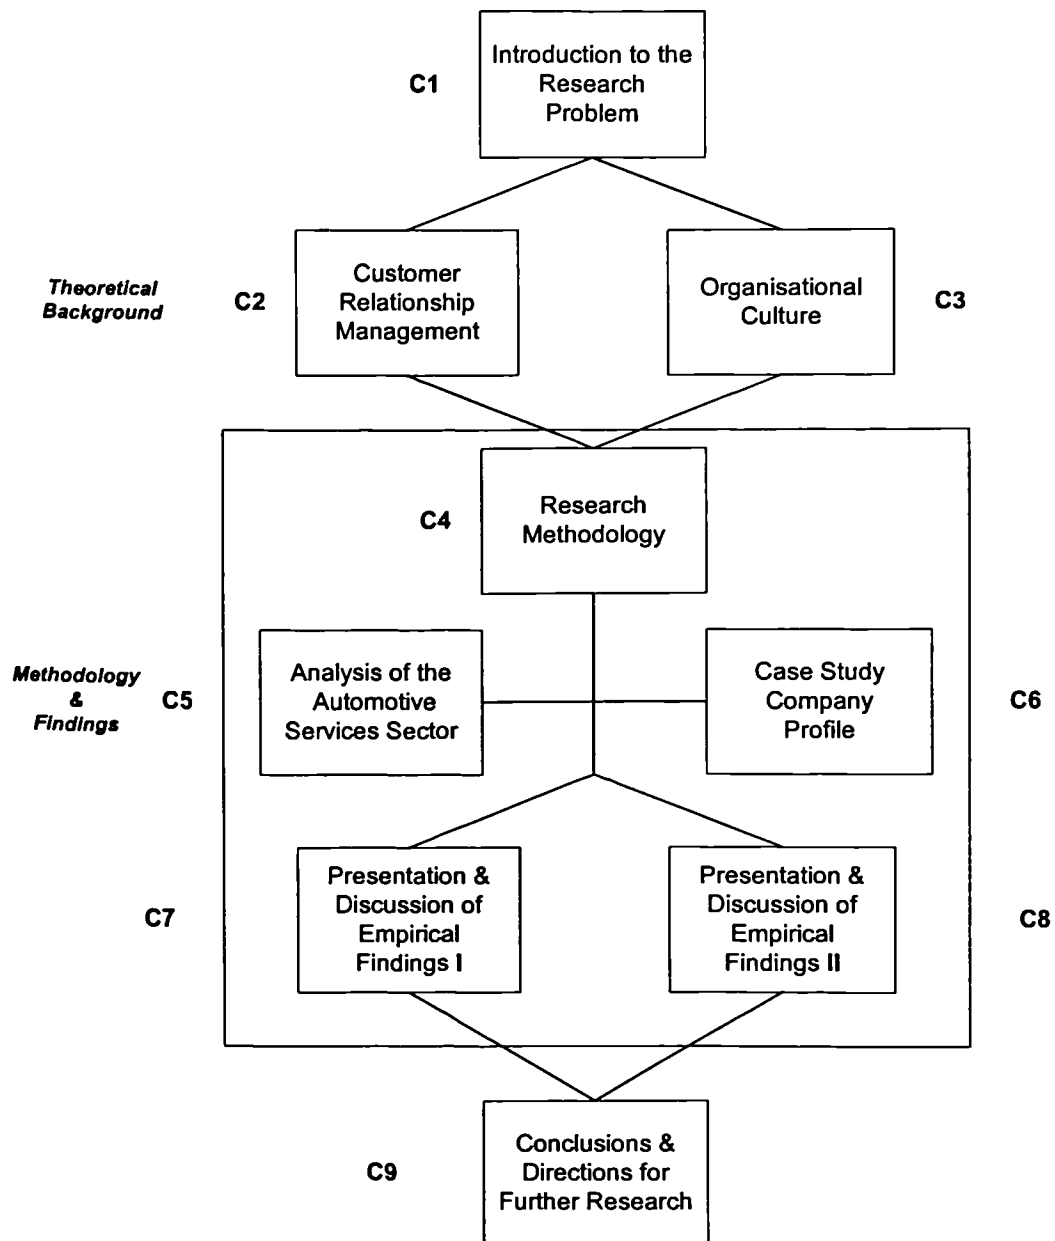 C1
Introduction to the
Research
Problem
Theoretical
Background
C2
Customer
Relationship
Management
Organisational
Culture
C3
C4
Research
Methodology
Methodology
&
Findings
C5
Analysis of the
Automotive
Services Sector
Case Study
Company
Profile
C6
C7
Presentation &
Discussion of
Empirical
Findings I
Presentation &
Discussion of
Empirical
Findings II
C8
C9
Conclusions &
Directions for
Further Research